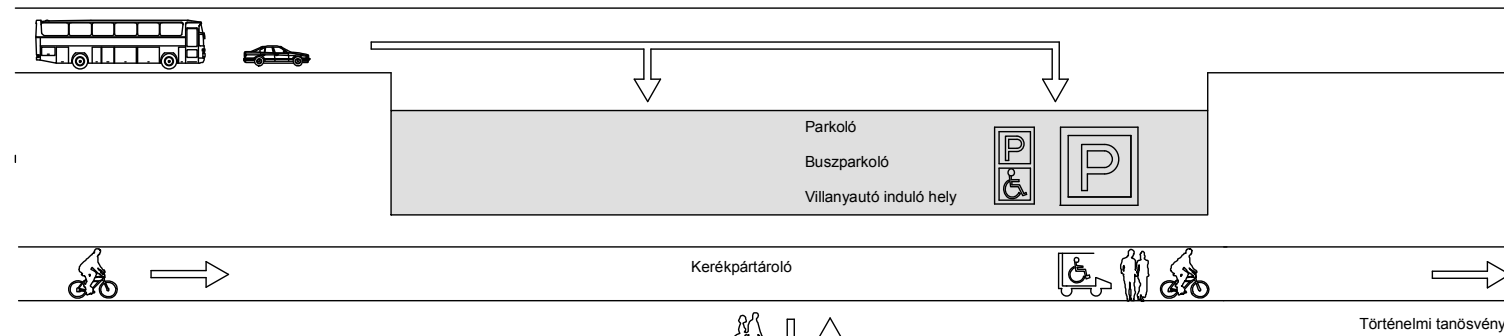 Parkoló
P
P
Buszparkoló
Villanyautó induló hely
Kerékpártároló
Történelmi tanösvény